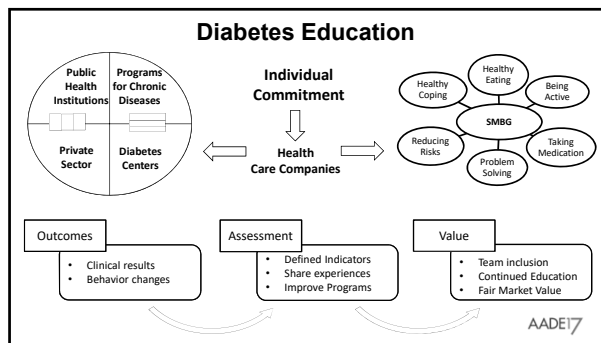 Diabetes Education
Public
Health
Institutions
Programs
for Chronic
Diseases
Private
Sector
Diabetes
Centers
Individual
Commitment
Health
Care Companies
Healthy
Eating
Healthy
Coping
Being
Active
SMBG
Reducing
Risks
Taking
Medication
Problem
Solving
Outcomes
• Clinical results
• Behavior changes
Assessment
• Defined Indicators
• Share experiences
• Improve Programs
Value
• Team inclusion
• Continued Education
• Fair Market Value
AADE17